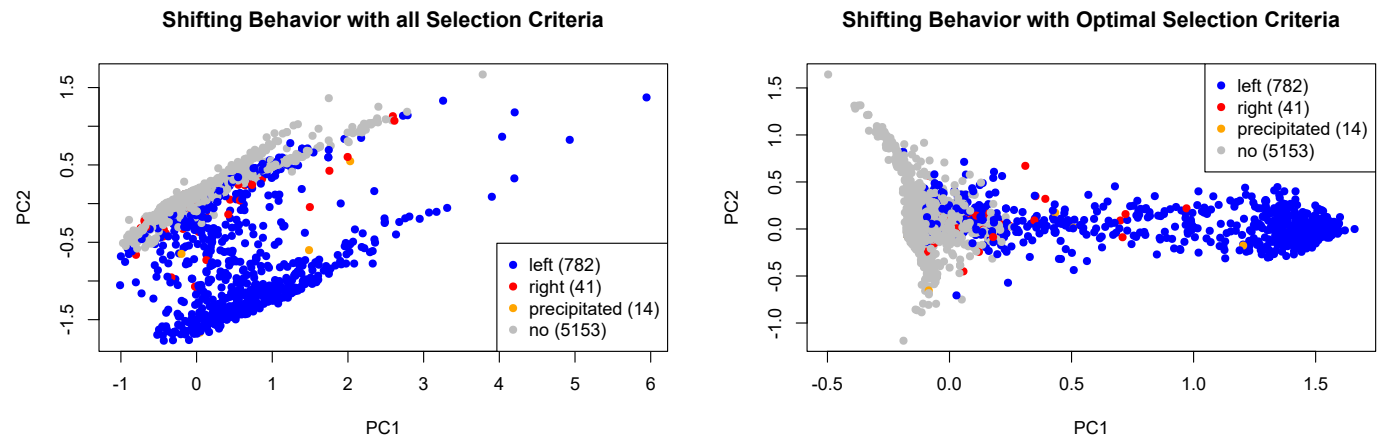 Shifting Behavior with all Selection Criteria
PC2
1.5
0.5
-0.5
-1.5
-1 0 1 2 3 4 5 6
PC1
left (782)
right (41)
precipitated (14)
no (5153)
Shifting Behavior with Optimal Selection Criteria
PC2
1.5
1.0
0.5
0.0
-0.5
-1.0
-0.5 0.0 0.5 1.0 1.5
PC1
left (782)
right (41)
precipitated (14)
no (5153)